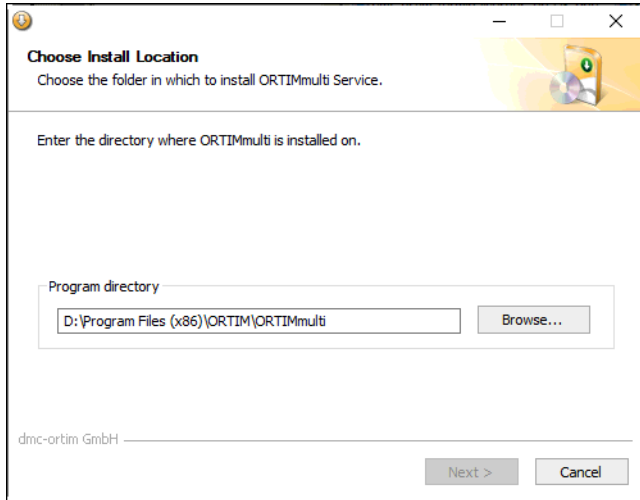 Choose Install Location
Choose the folder in which to install ORTIMmulti Service.
Enter the directory where ORTIMmulti is installed on.
Program directory
D:\Program Files (x86)\ORTIM\ORTIMmulti
Browse...
dmc-ortim GmbH
Next >
Cancel